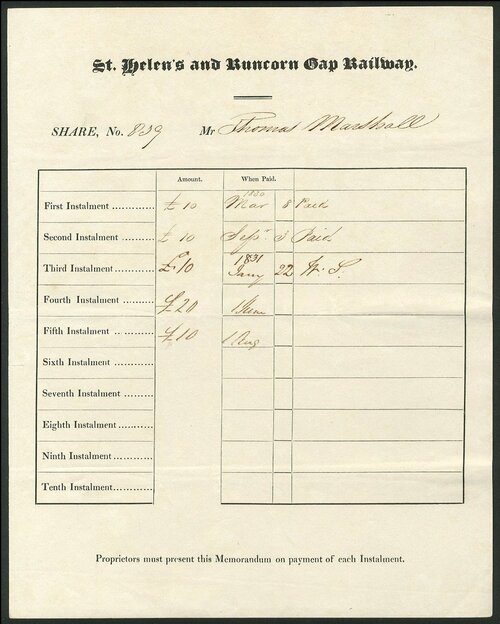 St. Helen's and Runcorn Gap Railway.
SHARE, No. 839 Mr Thomas Marshall
Amount. When Paid.
1830
First Instalment ............ £10 Mar 8 Paid
Second Instalment ......... £10 Sepr 3 Paid
1831
Third Instalment ............ £10 Jany 22 H. S.
Fourth Instalment ......... £20
Fifth Instalment ............ £10 1 Aug
Sixth Instalment ............
Seventh Instalment .........
Eighth Instalment .........
Ninth Instalment ............
Tenth Instalment ............
Proprietors must present this Memorandum on payment of each Instalment.